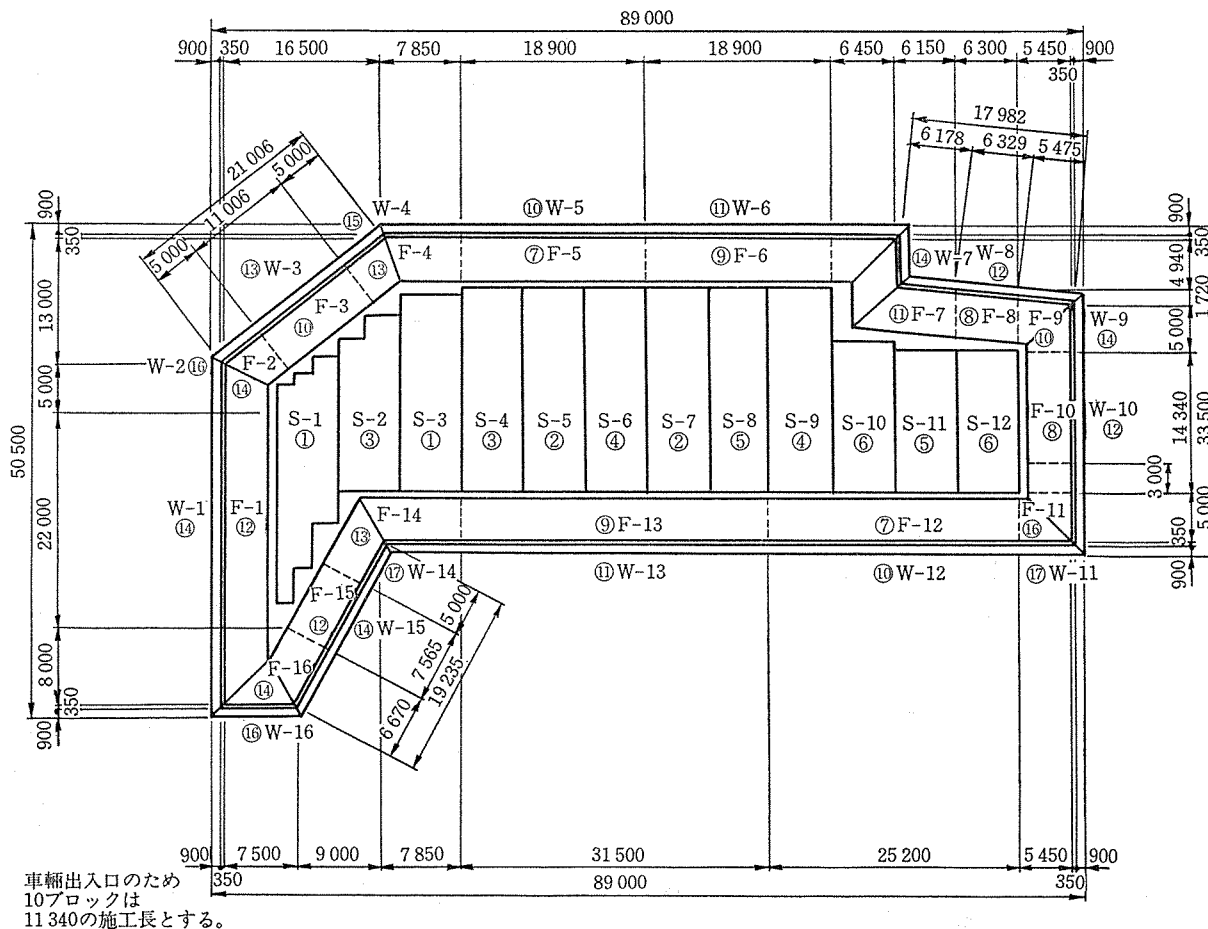 89 000
900 350 16 500 7 850 18 900 18 900 6 450 6 150 6 300 5 450 900
350
17 982
6 178 6 329 5 475
21 006
5 000 11 006 5 000
W-4
⑮
⑩ W-5
⑪ W-6
900
350
13 000
5 000
22 000
8 000
350
900
50 500
900
350
4 940
1 720
5 000
14 340
33 500
3 000
5 000
350
900
⑬ W-3
F-4
⑬
⑦ F-5
⑨ F-6
⑭ W-7
W-8
⑫
F-3
⑩
⑪ F-7
⑧ F-8
F-9
⑩
W-9
⑭
W-2 ⑯
F-2
⑭
S-1
①
S-2
③
S-3
①
S-4
③
S-5
②
S-6
④
S-7
②
S-8
⑤
S-9
④
S-10
⑥
S-11
⑤
S-12
⑥
F-10
⑧
W-10
⑫
W-1
⑭
F-1
⑫
F-14
⑬
⑨ F-13
⑦ F-12
F-11
⑯
⑰ W-14
⑪ W-13
⑩ W-12
⑰ W-11
F-15
⑫
⑭ W-15
5 000
7 565
19 235
6 670
F-16
⑭
⑯ W-16
900 7 500 9 000 7 850 31 500 25 200 5 450 900
350 350
89 000
車輛出入口のため
10ブロックは
11 340の施工長とする。